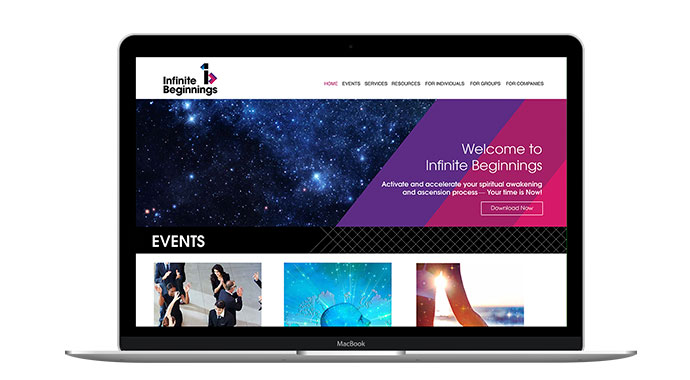 Infinite
Beginnings
HOME EVENTS SERVICES RESOURCES FOR INDIVIDUALS FOR GROUPS FOR COMPANIES
Welcome to
Infinite Beginnings
Activate and accelerate your spiritual awakening
and ascension process — Your time is Now!
Download Now
EVENTS
MacBook